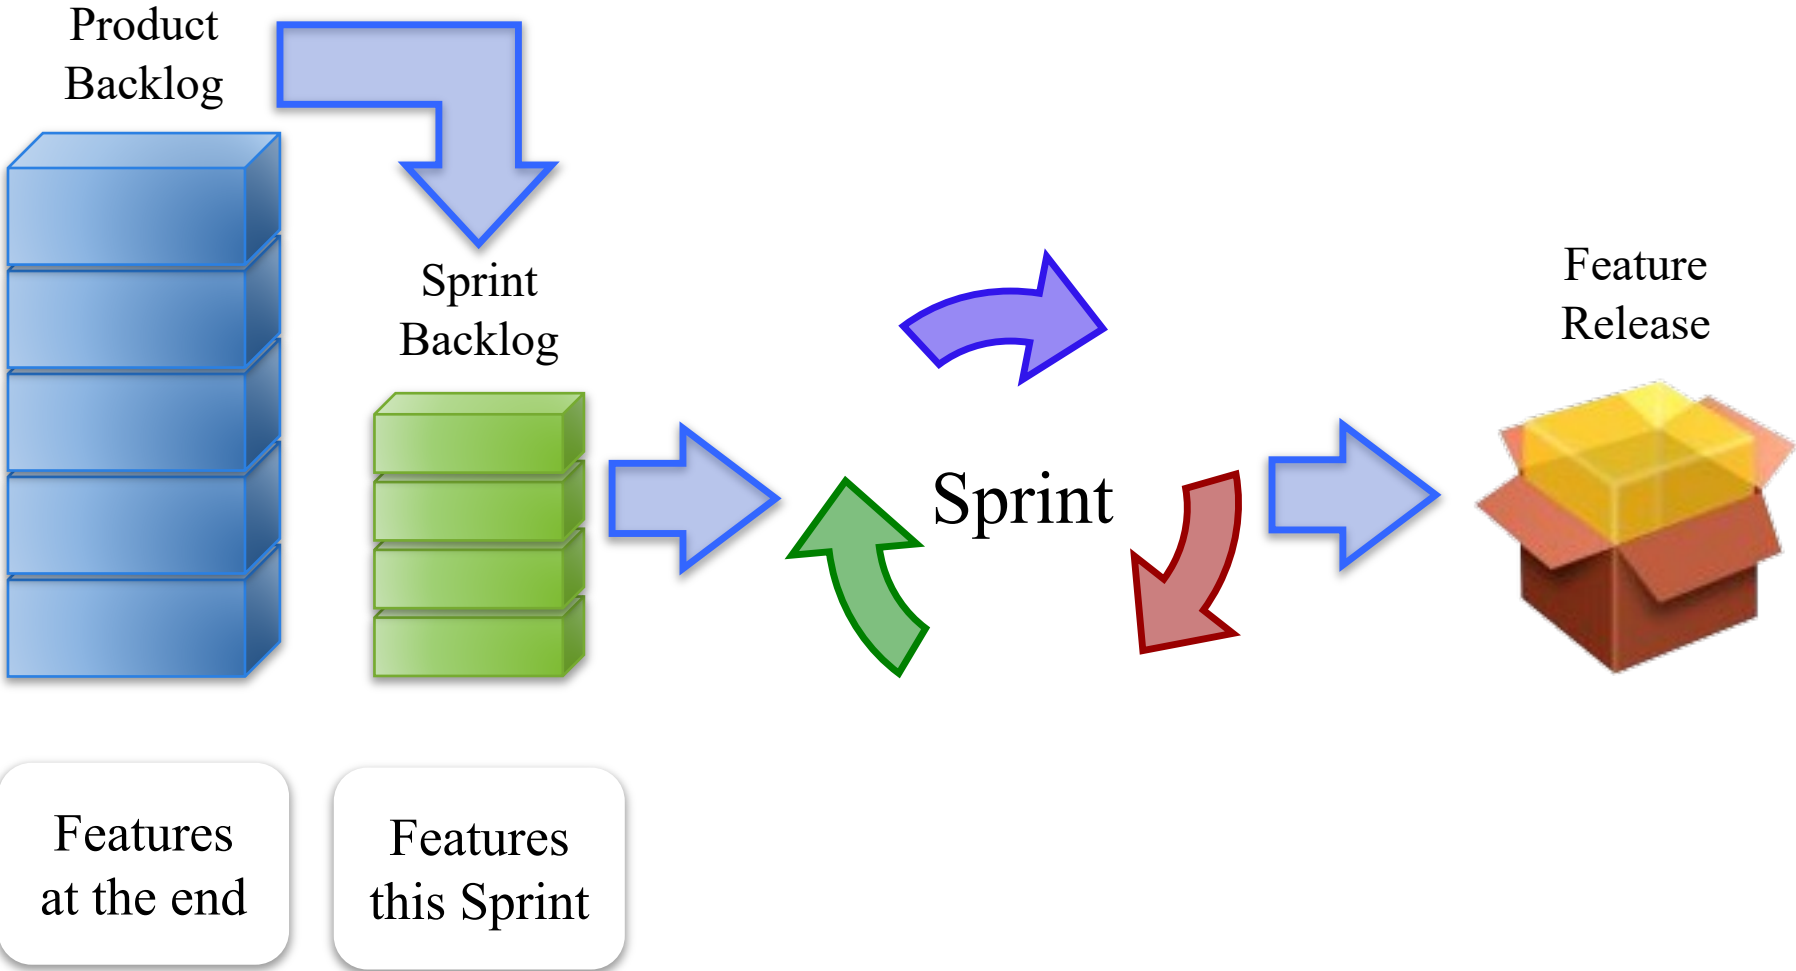 Product
Backlog
Sprint
Backlog
Sprint
Feature
Release
Features
at the end
Features
this Sprint